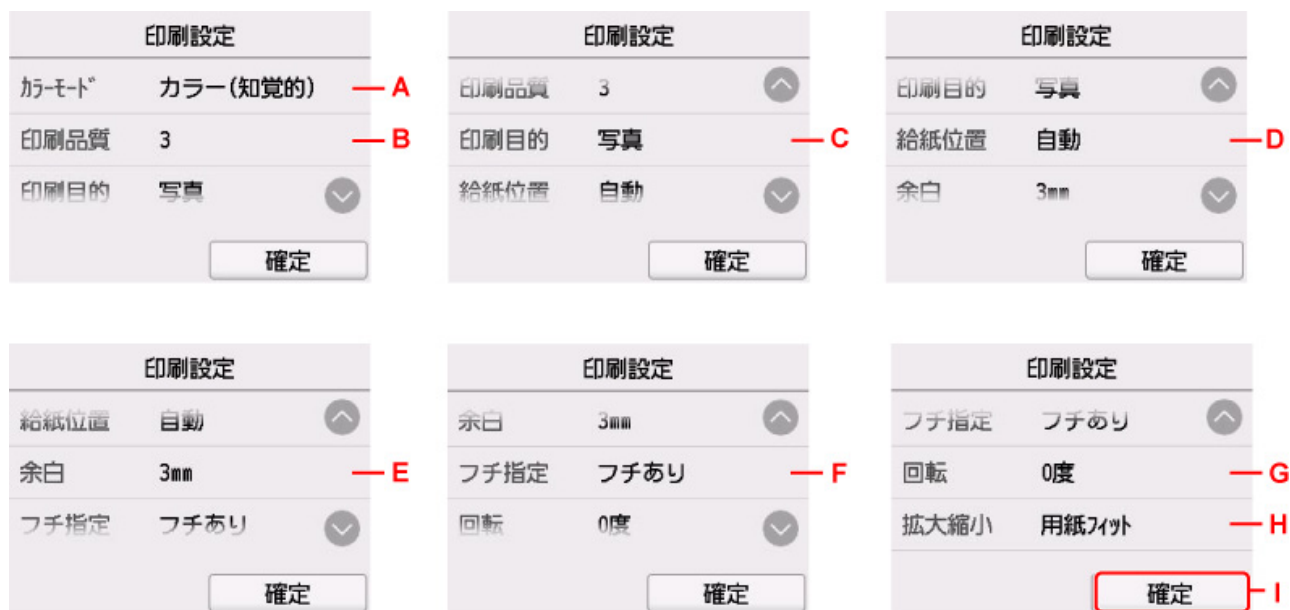 印刷設定
ｶﾗｰﾓｰﾄﾞ カラー(知覚的) A
印刷品質 3 B
印刷目的 写真
確定
印刷設定
印刷品質 3
印刷目的 写真 C
給紙位置 自動
確定
印刷設定
印刷目的 写真
給紙位置 自動 D
余白 3mm
確定
印刷設定
給紙位置 自動
余白 3mm E
フチ指定 フチあり
確定
印刷設定
余白 3mm
フチ指定 フチあり F
回転 0度
確定
印刷設定
フチ指定 フチあり
回転 0度 G
拡大縮小 用紙ﾌｨｯﾄ H
確定 I